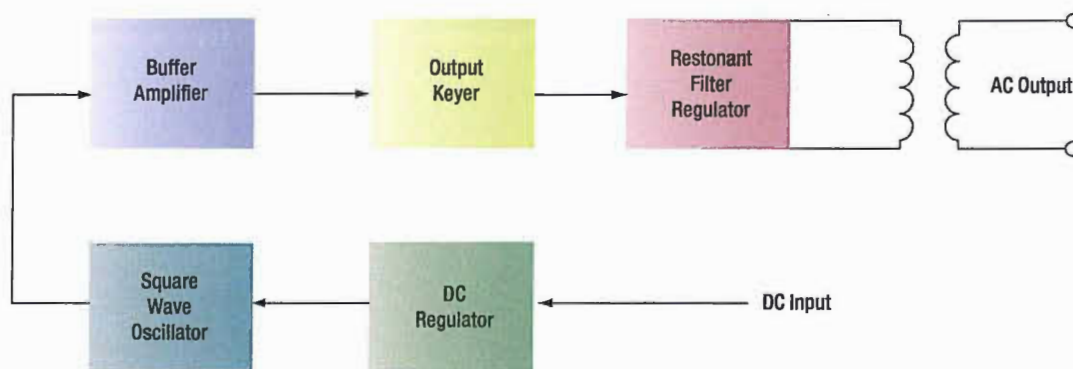 Buffer
Amplifier
Output
Keyer
Restonant
Filter
Regulator
AC Output
Square
Wave
Oscillator
DC
Regulator
DC Input